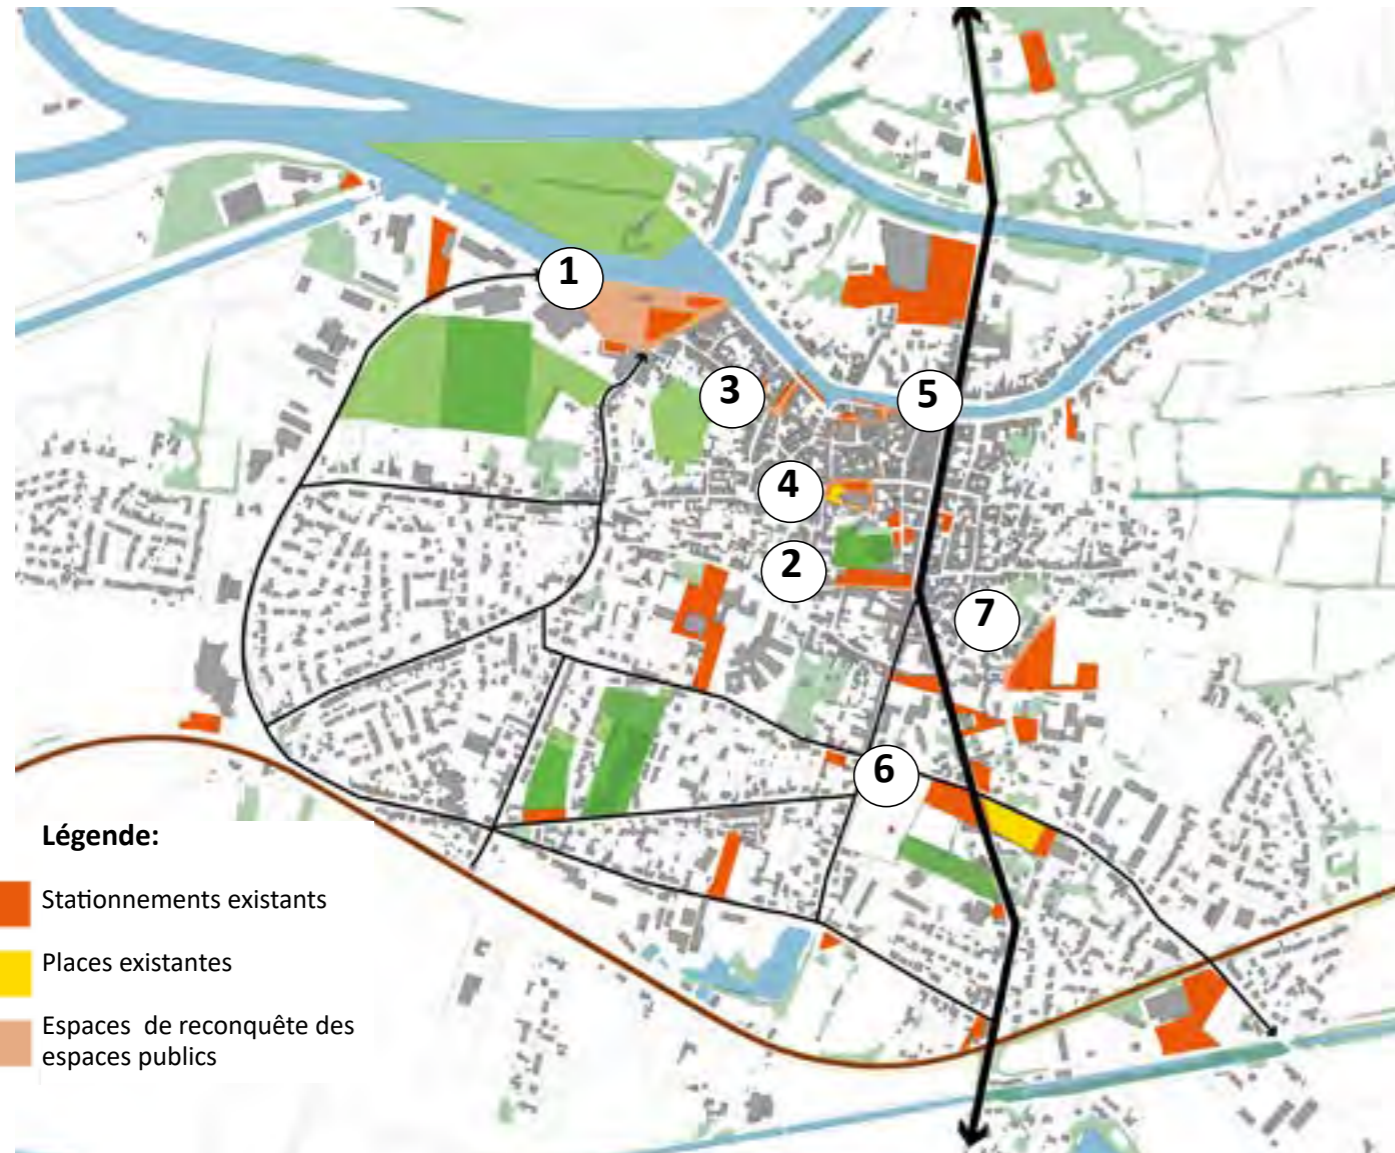 1
3
5
4
2
7
6
Légende:
Stationnements existants
Places existantes
Espaces de reconquête des
espaces publics